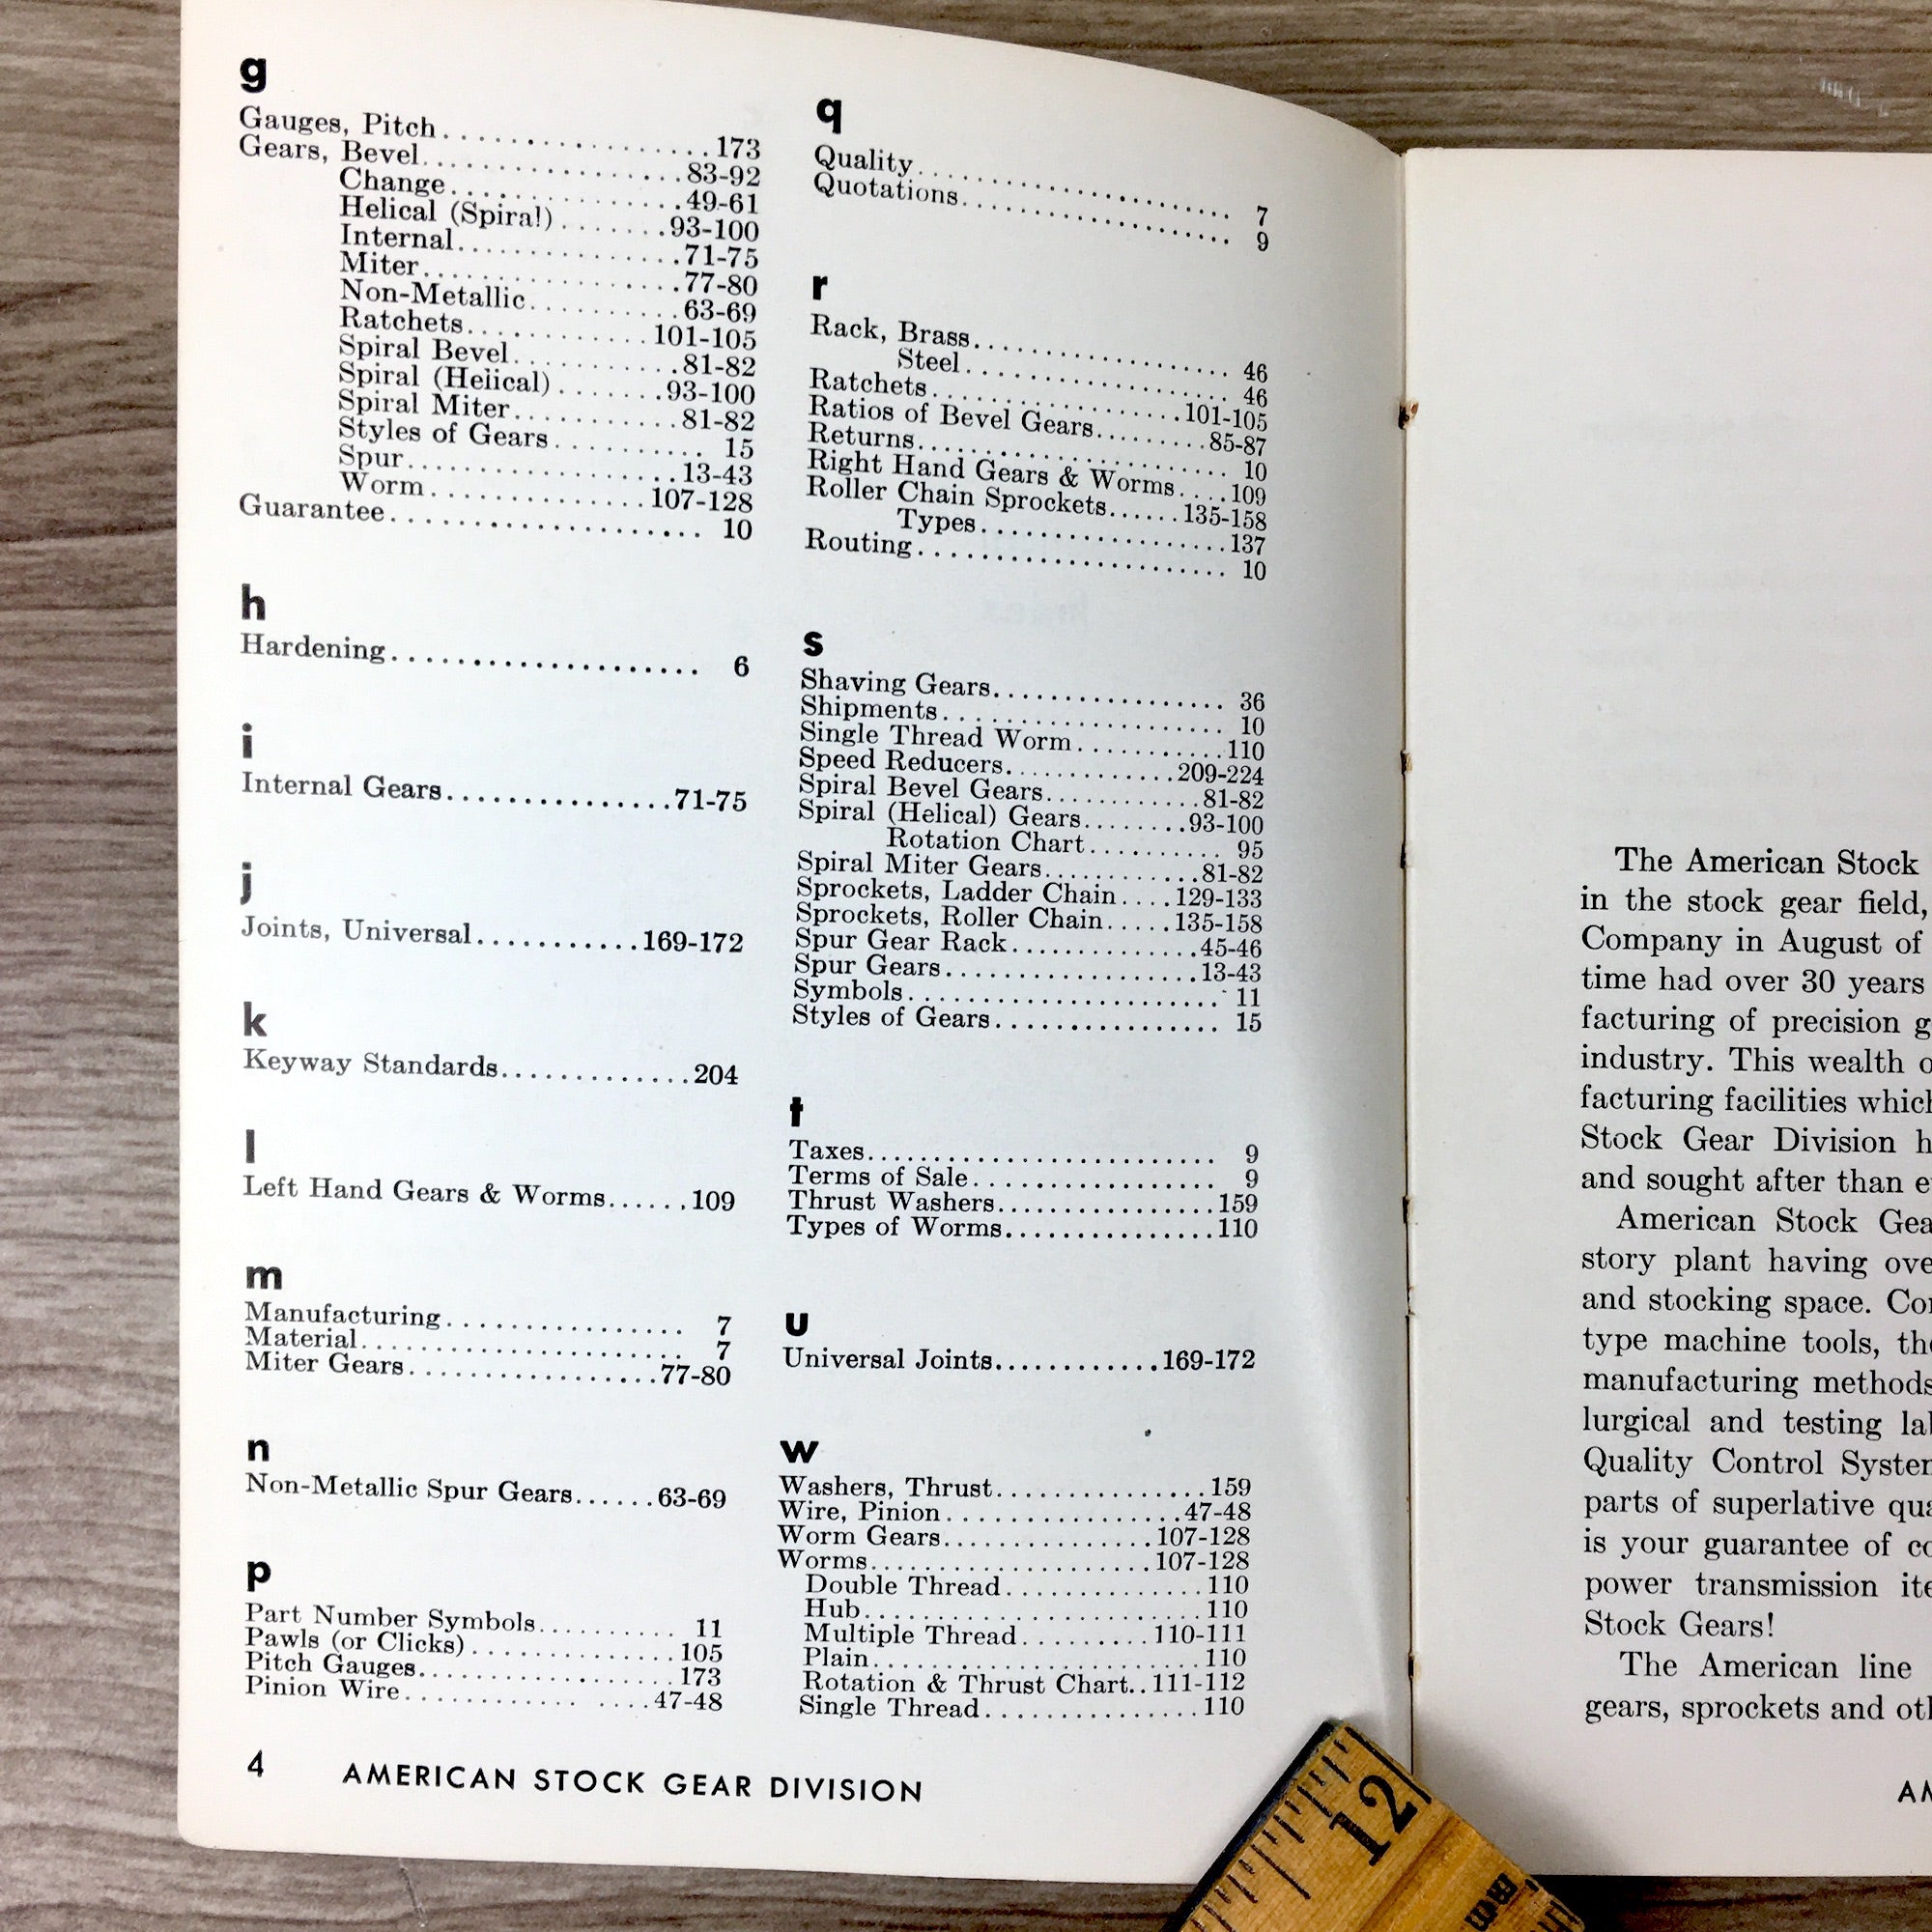 g
Gauges, Pitch..................173
Gears, Bevel.................83-92
Change...............49-61
Helical (Spiral).......93-100
Internal...............71-75
Miter.................77-80
Non-Metallic..........63-69
Ratchets............101-105
Spiral Bevel...........81-82
Spiral (Helical).......93-100
Spiral Miter...........81-82
Styles of Gears.......... 15
Spur..................13-43
Worm..............107-128
Guarantee..................... 10
h
Hardening..................... 6
i
Internal Gears...............71-75
j
Joints, Universal...........169-172
k
Keyway Standards.............204
l
Left Hand Gears & Worms......109
m
Manufacturing................ 7
Material...................... 7
Miter Gears.................77-80
n
Non-Metallic Spur Gears......63-69
p
Part Number Symbols.......... 11
Pawls (or Clicks)..............105
Pitch Gauges..................173
Pinion Wire............ ....47-48
4 AMERICAN STOCK GEAR DIVISION
q
Quality....................... 7
Quotations.................... 9
r
Rack, Brass.................. 46
Steel................... 46
Ratchets...................101-105
Ratios of Bevel Gears.........85-87
Returns....................... 10
Right Hand Gears & Worms....109
Roller Chain Sprockets......135-158
Types..................137
Routing....................... 10
s
Shaving Gears................ 36
Shipments.................... 10
Single Thread Worm...........110
Speed Reducers.............209-224
Spiral Bevel Gears............81-82
Spiral (Helical) Gears........93-100
Rotation Chart.......... 95
Spiral Miter Gears............81-82
Sprockets, Ladder Chain....129-133
Sprockets, Roller Chain......135-158
Spur Gear Rack..............45-46
Spur Gears..................13-43
Symbols....................... 11
Styles of Gears................ 15
t
Taxes.......................... 9
Terms of Sale.................. 9
Thrust Washers.................159
Types of Worms................110
u
Universal Joints............169-172
w
Washers, Thrust................159
Wire, Pinion.................47-48
Worm Gears................107-128
Worms.....................107-128
Double Thread...............110
Hub.........................110
Multiple Thread.........110-111
Plain........................110
Rotation & Thrust Chart..111-112
Single Thread................110
The American Stock
in the stock gear field,
Company in August of
time had over 30 years
facturing of precision
industry. This wealth
facturing facilities
Stock Gear Division
and sought after than
American Stock
story plant having
and stocking space.
type machine tools,
manufacturing methods
lurgical and testing
Quality Control
parts of superlative
is your guarantee of
power transmission
Stock Gears!
The American line
gears, sprockets and
12